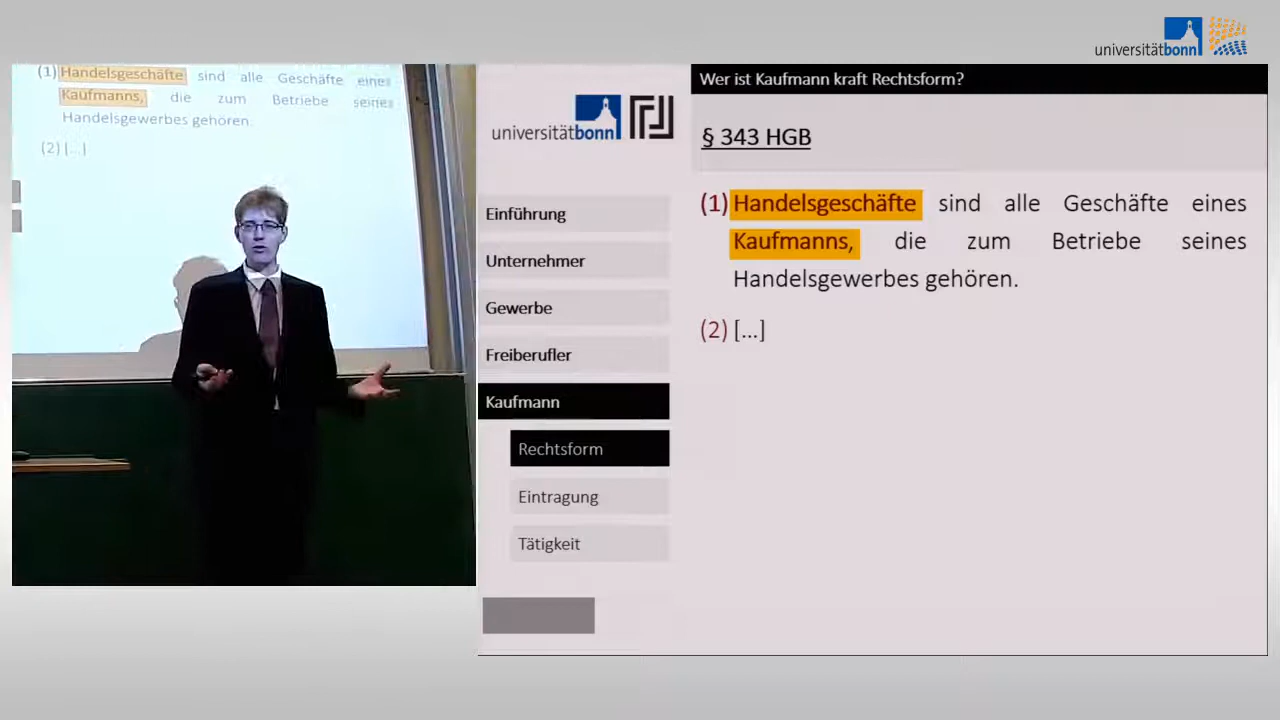 universitätbonn
(1) Handelsgeschäfte sind alle Geschäfte eines
Kaufmanns, die zum Betriebe seines
Handelsgewerbes gehören.
(2) [...]
universitätbonn
Einführung
Unternehmer
Gewerbe
Freiberufler
Kaufmann
Rechtsform
Eintragung
Tätigkeit
Wer ist Kaufmann kraft Rechtsform?
§ 343 HGB
(1) Handelsgeschäfte sind alle Geschäfte eines
Kaufmanns, die zum Betriebe seines
Handelsgewerbes gehören.
(2) [...]